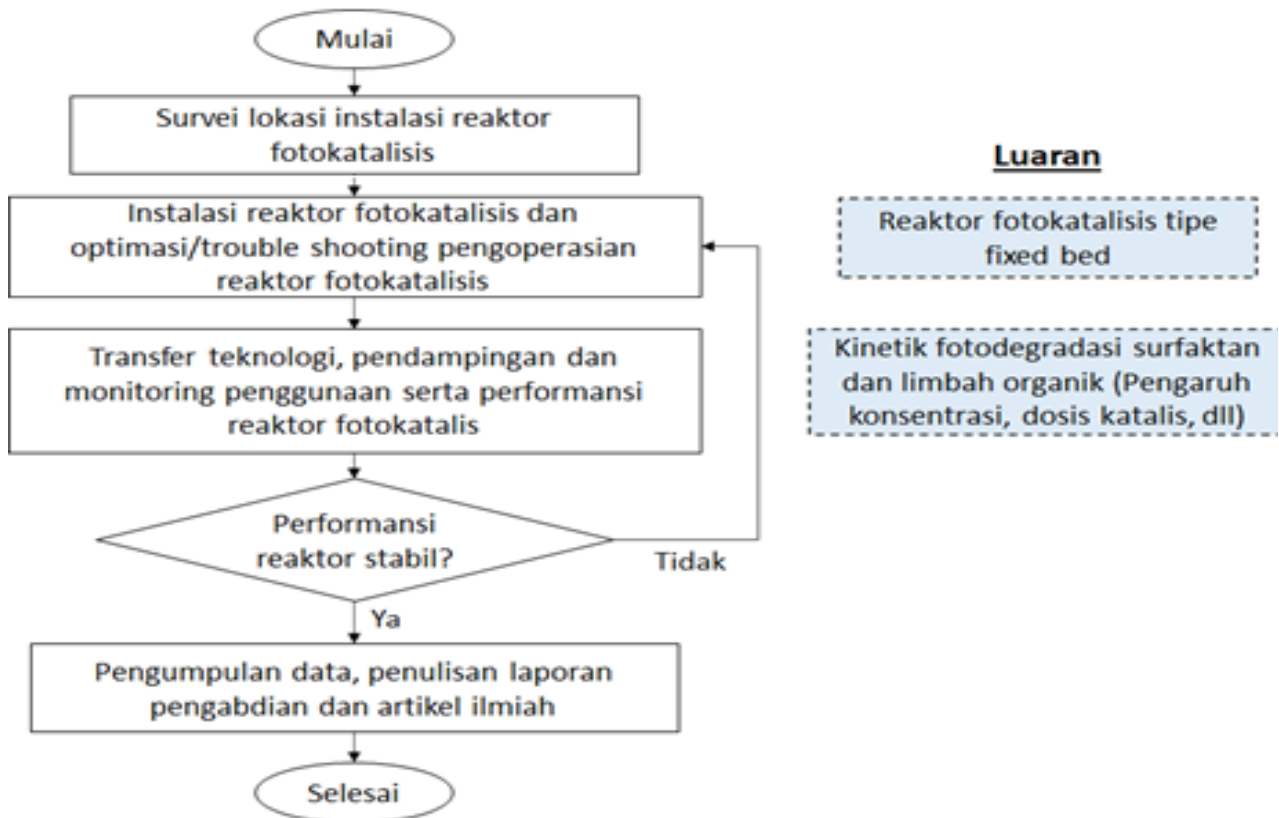 Mulai
Survei lokasi instalasi reaktor
fotokatalisis
Instalasi reaktor fotokatalisis dan
optimasi/trouble shooting pengoperasian
reaktor fotokatalisis
Transfer teknologi, pendampingan dan
monitoring penggunaan serta performansi
reaktor fotokatalis
Performansi
reaktor stabil?
Tidak
Ya
Pengumpulan data, penulisan laporan
pengabdian dan artikel ilmiah
Selesai
Luaran
Reaktor fotokatalisis tipe
fixed bed
Kinetik fotodegradasi surfaktan
dan limbah organik (Pengaruh
konsentrasi, dosis katalis, dll)